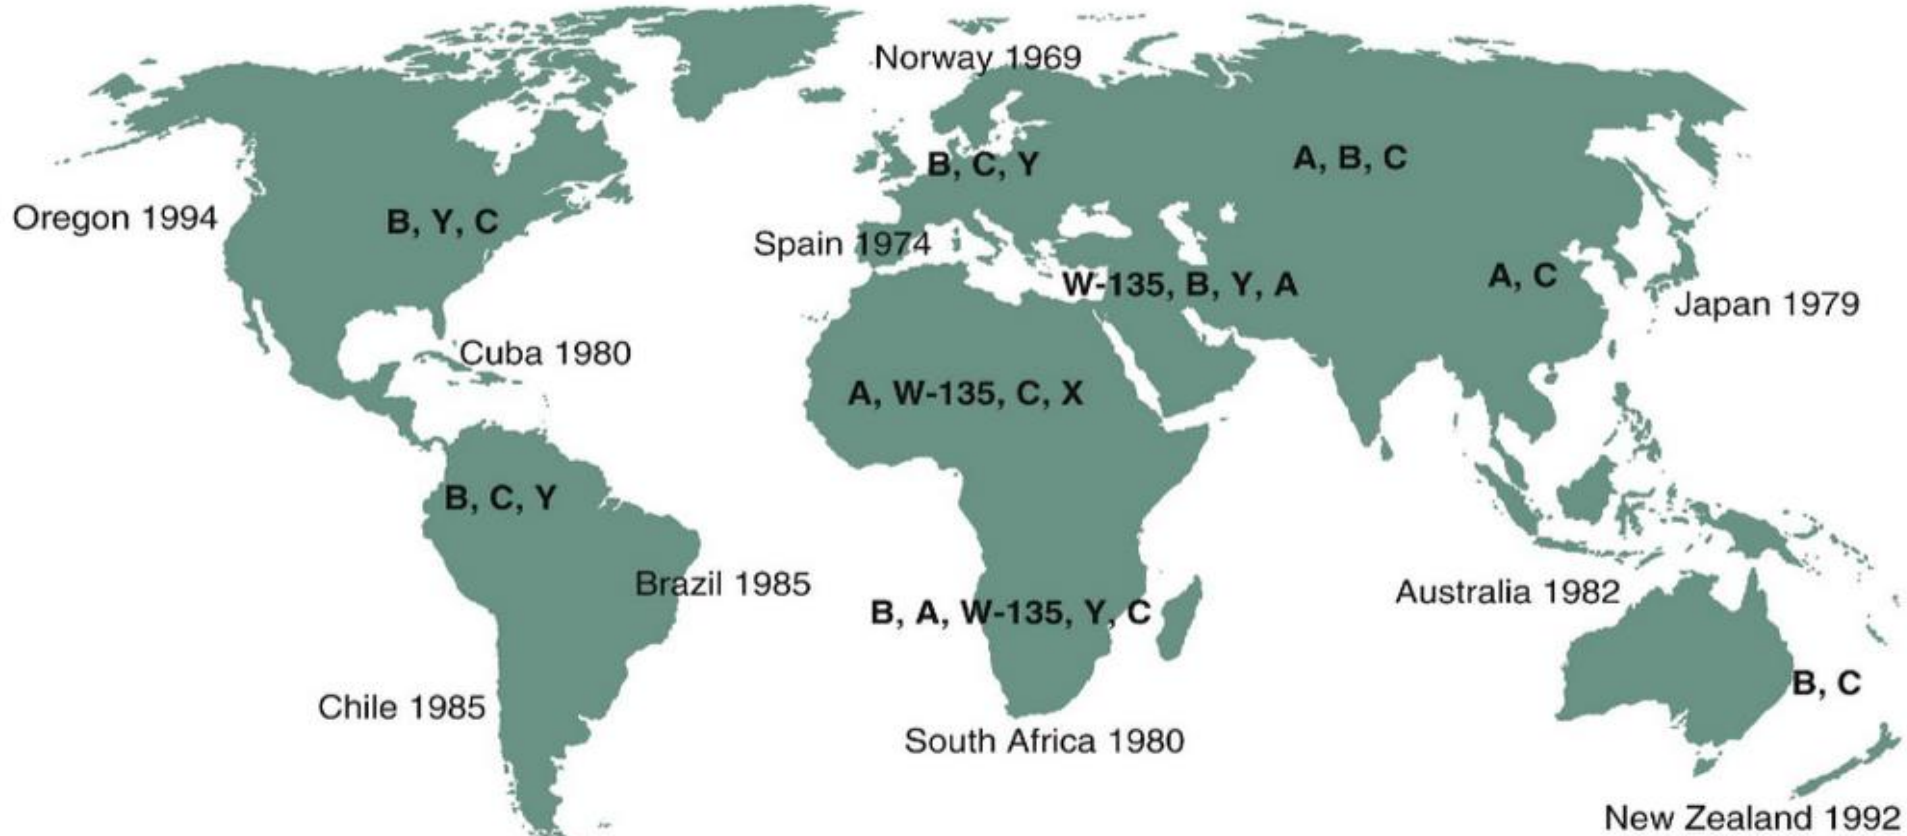 Norway 1969
B, C, Y
A, B, C
Oregon 1994
B, Y, C
Spain 1974
W-135, B, Y, A
A, C
Japan 1979
Cuba 1980
A, W-135, C, X
B, C, Y
Brazil 1985
Australia 1982
B, A, W-135, Y, C
B, C
Chile 1985
South Africa 1980
New Zealand 1992